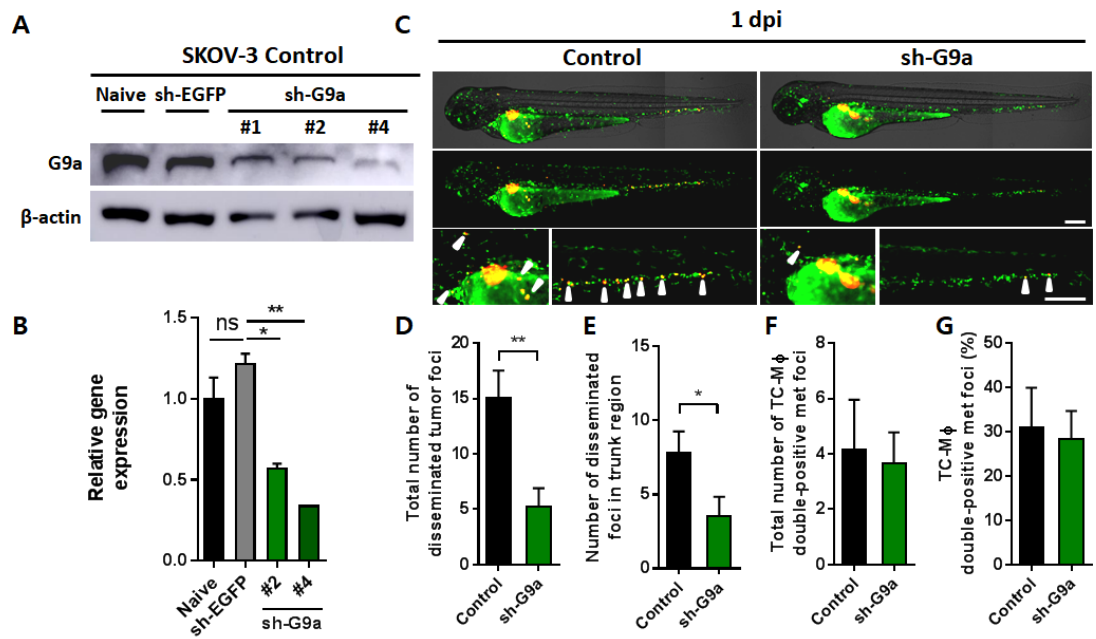 A
SKOV-3 Control
Naive sh-EGFP sh-G9a
#1 #2 #4
G9a
β-actin
B
Relative gene
expression
1.5
1.0
0.5
0.0
ns
*
**
Naive
sh-EGFP
#2
#4
sh-G9a
C
1 dpi
Control sh-G9a
D
Total number of
disseminated tumor foci
20
15
10
5
0
**
Control
sh-G9a
E
Number of disseminated
foci in trunk region
15
10
5
0
*
Control
sh-G9a
F
Total number of TC-Mϕ
double-positive met foci
8
6
4
2
0
Control
sh-G9a
G
TC-Mϕ
double-positive met foci (%)
50
40
30
20
10
0
Control
sh-G9a